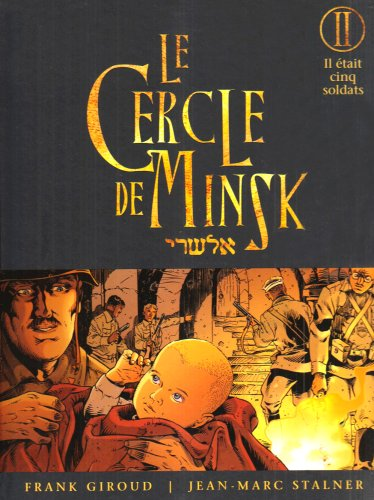 II
Il était
cinq
soldats
LE
CERCLE
DE MINSK
אלשרי
FRANK GIROUD | JEAN-MARC STALNER